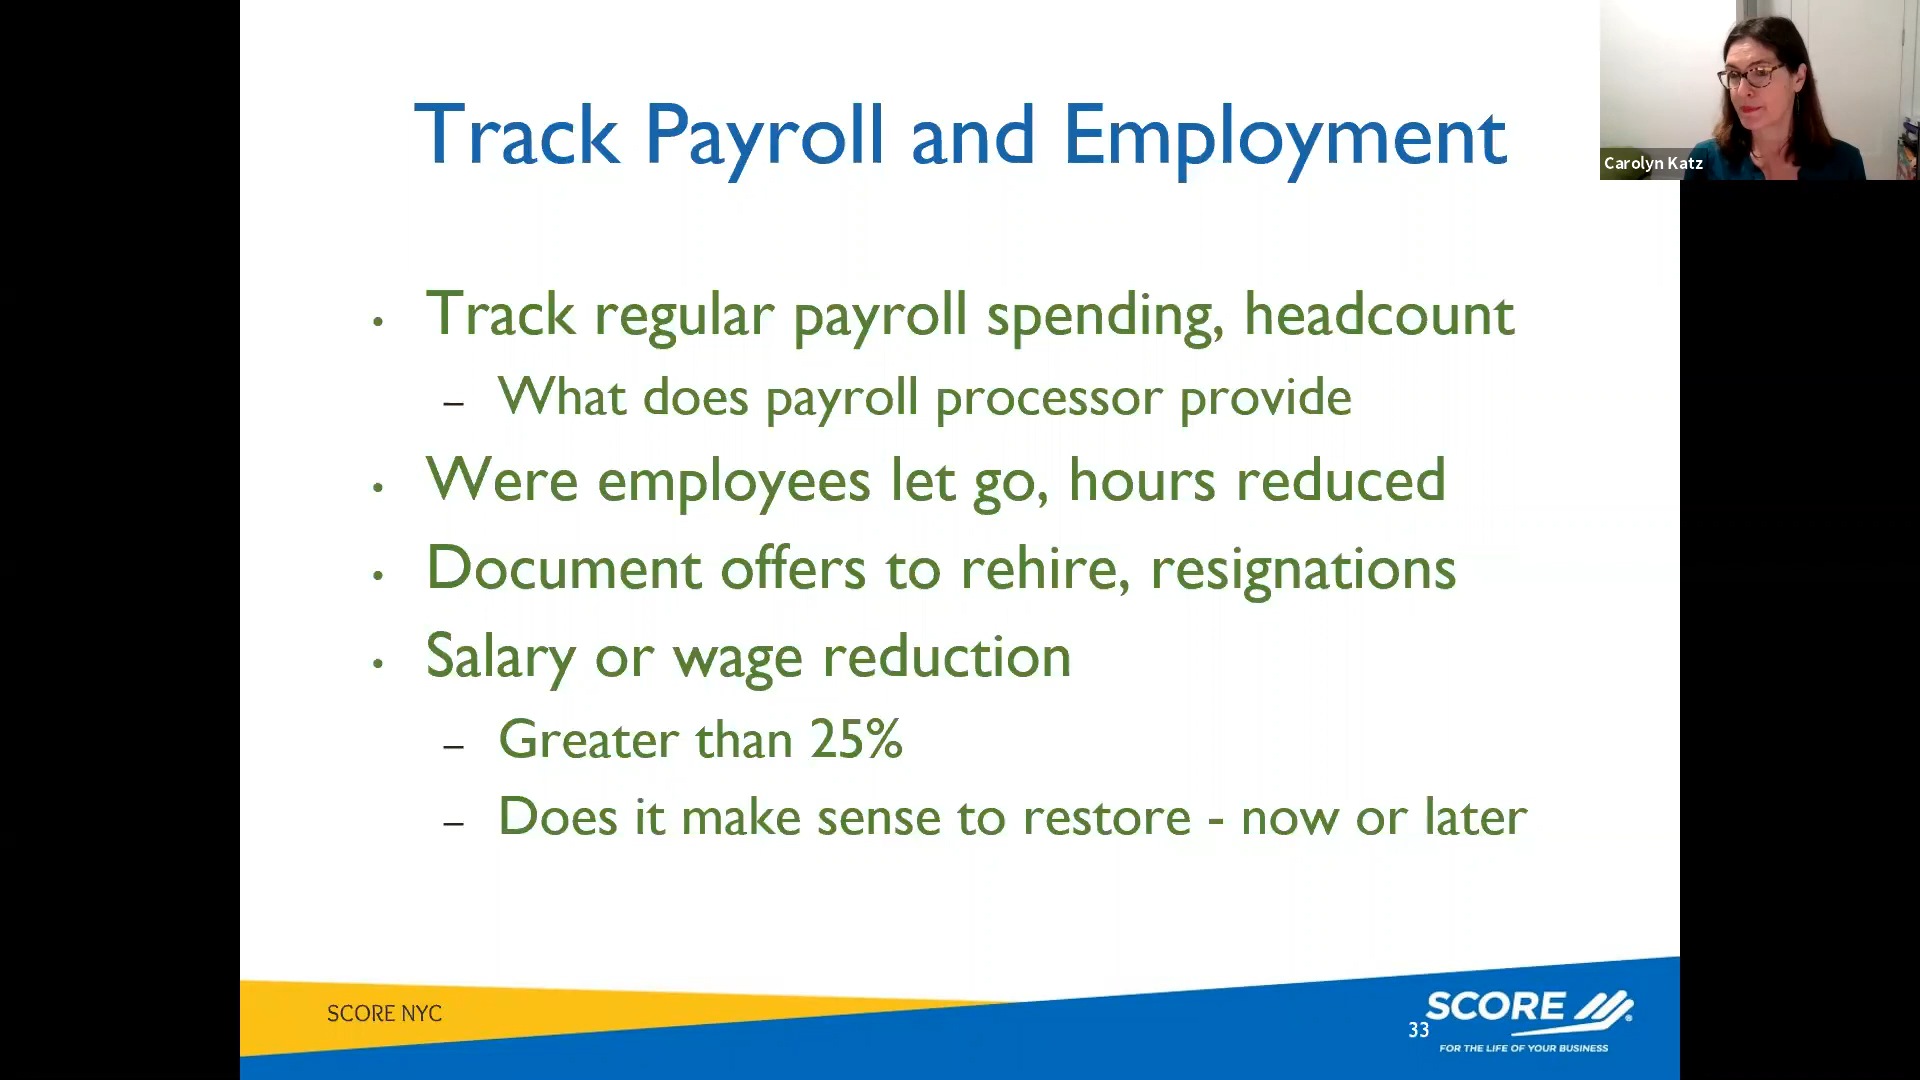 Track Payroll and Employment
Carolyn Katz
• Track regular payroll spending, headcount
– What does payroll processor provide
• Were employees let go, hours reduced
• Document offers to rehire, resignations
• Salary or wage reduction
– Greater than 25%
– Does it make sense to restore - now or later
SCORE NYC
33
SCORE®
FOR THE LIFE OF YOUR BUSINESS